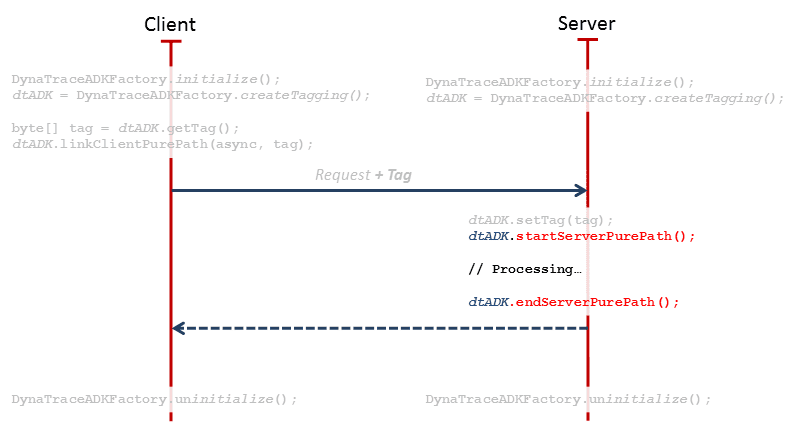 Client
Server
DynaTraceADKFactory.initialize();
dtADK = DynaTraceADKFactory.createTagging();
DynaTraceADKFactory.initialize();
dtADK = DynaTraceADKFactory.createTagging();
byte[] tag = dtADK.getTag();
dtADK.linkClientPurePath(async, tag);
Request + Tag
dtADK.setTag(tag);
dtADK.startServerPurePath();
// Processing…
dtADK.endServerPurePath();
DynaTraceADKFactory.uninitialize();
DynaTraceADKFactory.uninitialize();